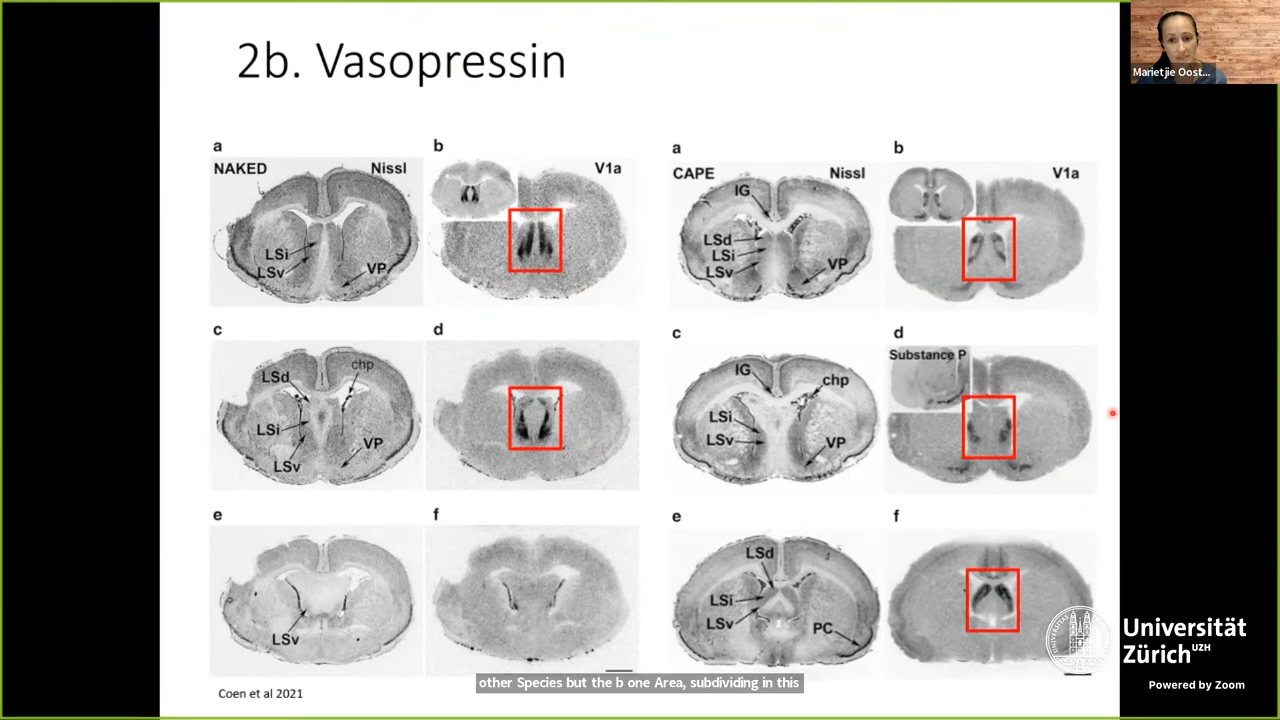 2b. Vasopressin
Marietjie Oost...
a
NAKED
Nissl
LSi
LSv
VP
b
V1a
a
CAPE
Nissl
IG
LSd
LSi
LSv
VP
b
V1a
c
LSd
chp
LSi
VP
LSv
d
c
IG
chp
LSi
LSv
VP
d
Substance P
e
LSv
f
e
LSd
LSi
LSv
PC
f
Coen et al 2021
other Species but the b one Area, subdividing in this
Universität
Zürich UZH
Powered by Zoom